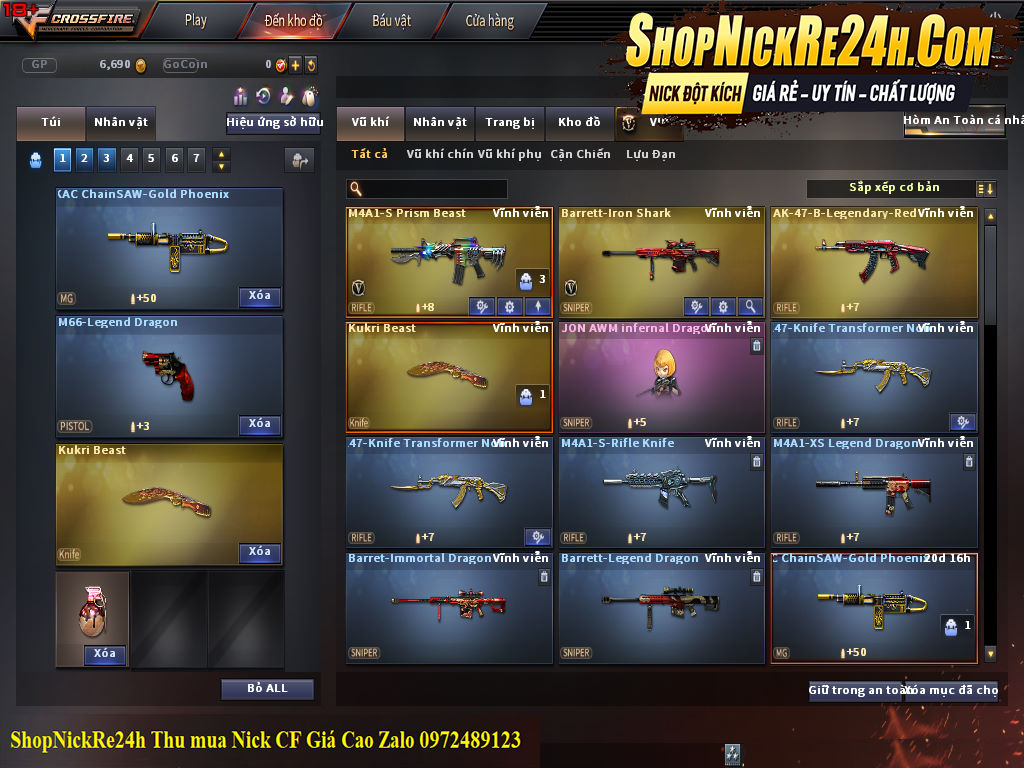 18+
CROSSFIRE
Play
Đến kho đồ
Báu vật
Cửa hàng
SHOPNICKRE24H.COM
NICK ĐỘT KÍCH GIÁ RẺ - UY TÍN - CHẤT LƯỢNG
GP 6,690 GoCoin 0
Túi Nhân vật Hiệu ứng sở hữu
Vũ khí Nhân vật Trang bị Kho đồ
Hòm An Toàn cá nhâ
1 2 3 4 5 6 7
Tất cả Vũ khí chín Vũ khí phụ Cận Chiến Lựu Đạn
Sắp xếp cơ bản
KAC ChainSAW-Gold Phoenix
MG +50 Xóa
M66-Legend Dragon
PISTOL +3 Xóa
Kukri Beast
Knife Xóa
Xóa
Bỏ ALL
M4A1-S Prism Beast Vĩnh viễn
3
RIFLE +8
Barrett-Iron Shark Vĩnh viễn
SNIPER
AK-47-B-Legendary-Red Vĩnh viễn
RIFLE +7
Kukri Beast Vĩnh viễn
1
Knife
JON AWM infernal Drago Vĩnh viễn
SNIPER +5
47-Knife Transformer Vĩnh viễn
RIFLE +7
47-Knife Transformer Vĩnh viễn
RIFLE +7
M4A1-S-Rifle Knife Vĩnh viễn
RIFLE +7
M4A1-XS Legend Dragon Vĩnh viễn
RIFLE +7
Barret-Immortal Dragon Vĩnh viễn
SNIPER
Barrett-Legend Dragon Vĩnh viễn
SNIPER
ChainSAW-Gold Phoeni 20d 16h
1
MG +50
Giữ trong an toàn Xóa mục đã chọ
ShopNickRe24h Thu mua Nick CF Giá Cao Zalo 0972489123